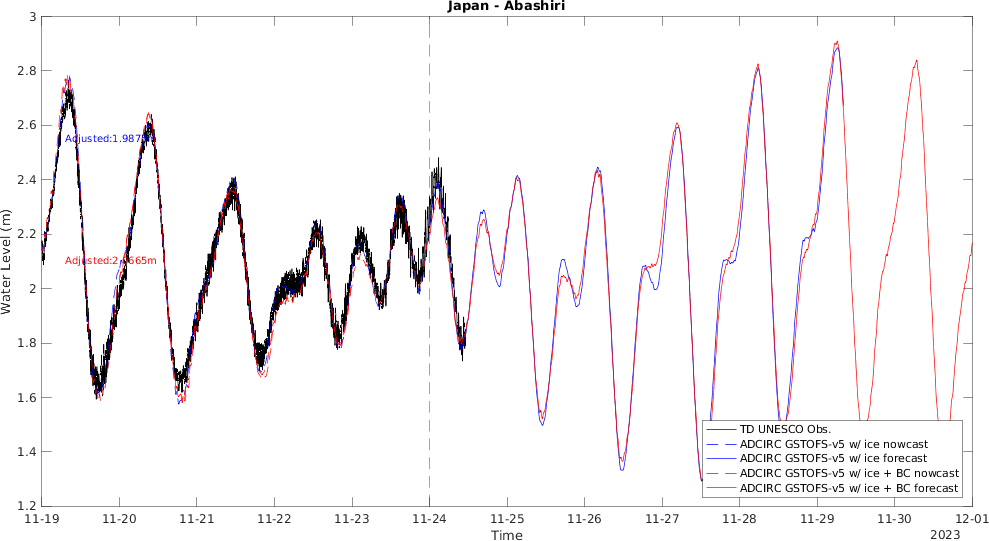 Japan - Abashiri
Water Level (m)
3
2.8
2.6
2.4
2.2
2
1.8
1.6
1.4
1.2
Adjusted:1.987
TD UNESCO Obs.
ADCIRC GSTOFS-v5 w/ ice nowcast
ADCIRC GSTOFS-v5 w/ ice forecast
ADCIRC GSTOFS-v5 w/ ice + BC nowcast
ADCIRC GSTOFS-v5 w/ ice + BC forecast
11-19 11-20 11-21 11-22 11-23 11-24 11-25 11-26 11-27 11-28 11-29 11-30 12-01
Time
2023